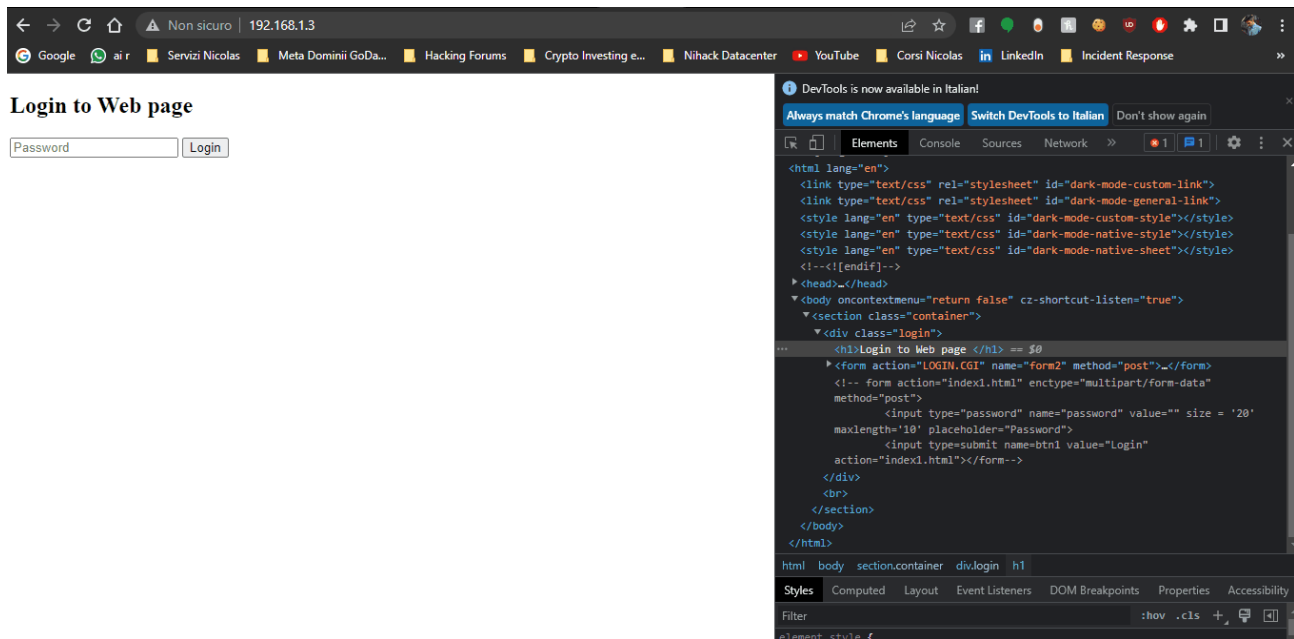 Non sicuro | 192.168.1.3
Google ai r Servizi Nicolas Meta Dominii GoDa... Hacking Forums Crypto Investing e... Nihack Datacenter YouTube Corsi Nicolas LinkedIn Incident Response »
Login to Web page
Password Login
DevTools is now available in Italian!
Always match Chrome's language Switch DevTools to Italian Don't show again
Elements Console Sources Network » 1 1
<html lang="en">
<link type="text/css" rel="stylesheet" id="dark-mode-custom-link">
<link type="text/css" rel="stylesheet" id="dark-mode-general-link">
<style lang="en" type="text/css" id="dark-mode-custom-style"></style>
<style lang="en" type="text/css" id="dark-mode-native-style"></style>
<style lang="en" type="text/css" id="dark-mode-native-sheet"></style>
<!--<![endif]-->
<head>…</head>
<body oncontextmenu="return false" cz-shortcut-listen="true">
<section class="container">
<div class="login">
<h1>Login to Web page </h1> == $0
<form action="LOGIN.CGI" name="form2" method="post">…</form>
<!-- form action="index1.html" enctype="multipart/form-data"
method="post">
<input type="password" name="password" value="" size = '20'
maxlength='10' placeholder="Password">
<input type=submit name=btn1 value="Login"
action="index1.html"></form-->
</div>
<br>
</section>
</body>
</html>
html body section.container div.login h1
Styles Computed Layout Event Listeners DOM Breakpoints Properties Accessibility
Filter :hov .cls +
element.style {